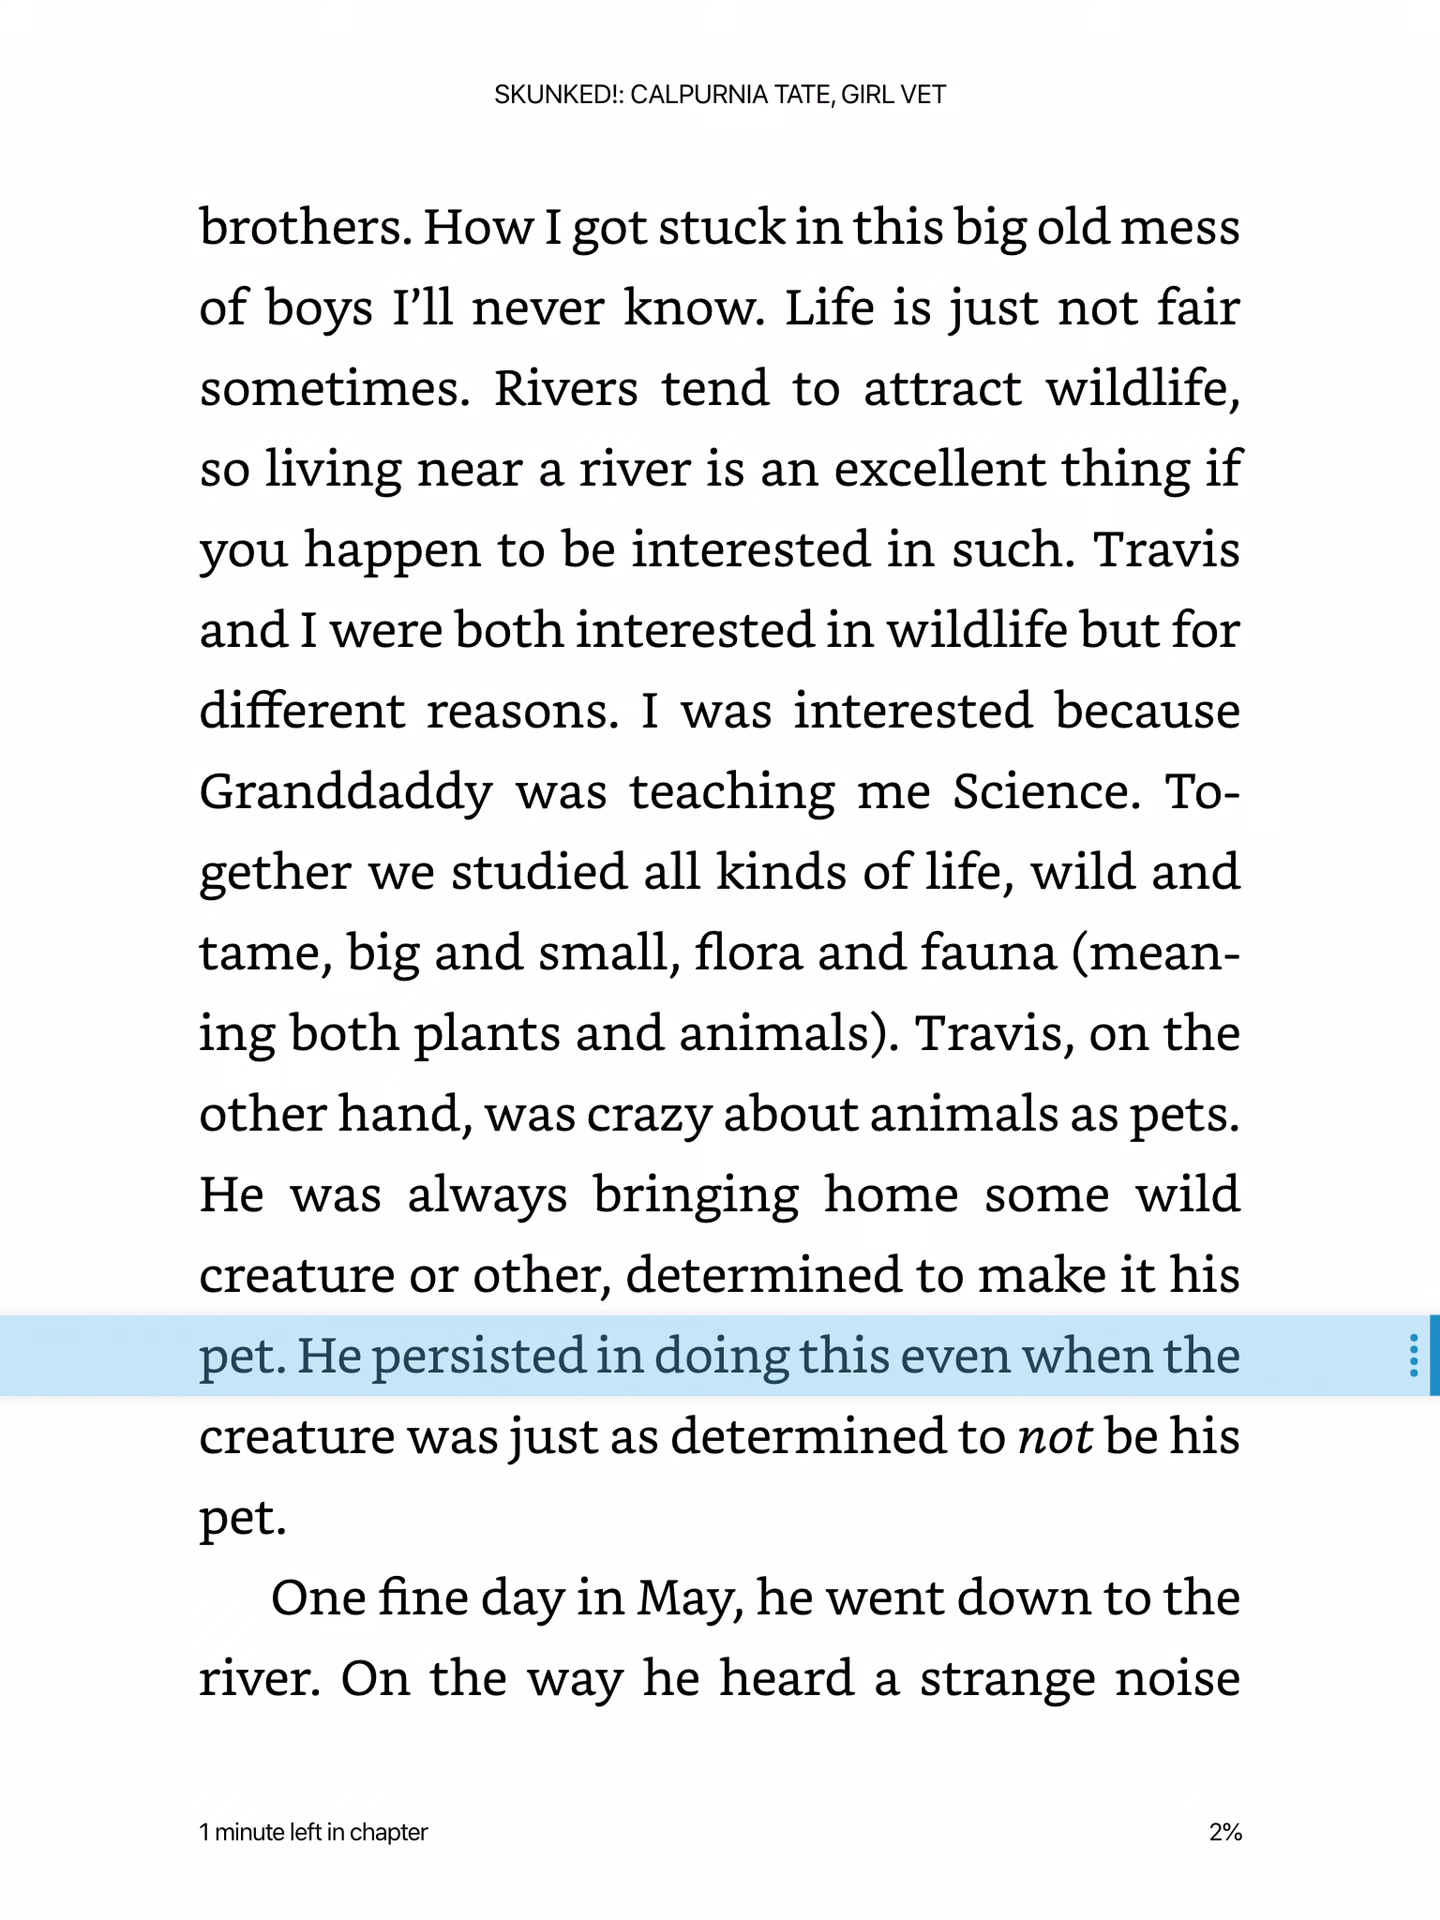 SKUNKED!: CALPURNIA TATE, GIRL VET
brothers. How I got stuck in this big old mess
of boys I’ll never know. Life is just not fair
sometimes. Rivers tend to attract wildlife,
so living near a river is an excellent thing if
you happen to be interested in such. Travis
and I were both interested in wildlife but for
different reasons. I was interested because
Granddaddy was teaching me Science. To-
gether we studied all kinds of life, wild and
tame, big and small, flora and fauna (mean-
ing both plants and animals). Travis, on the
other hand, was crazy about animals as pets.
He was always bringing home some wild
creature or other, determined to make it his
pet. He persisted in doing this even when the
creature was just as determined to not be his
pet.
One fine day in May, he went down to the
river. On the way he heard a strange noise
1 minute left in chapter
2%